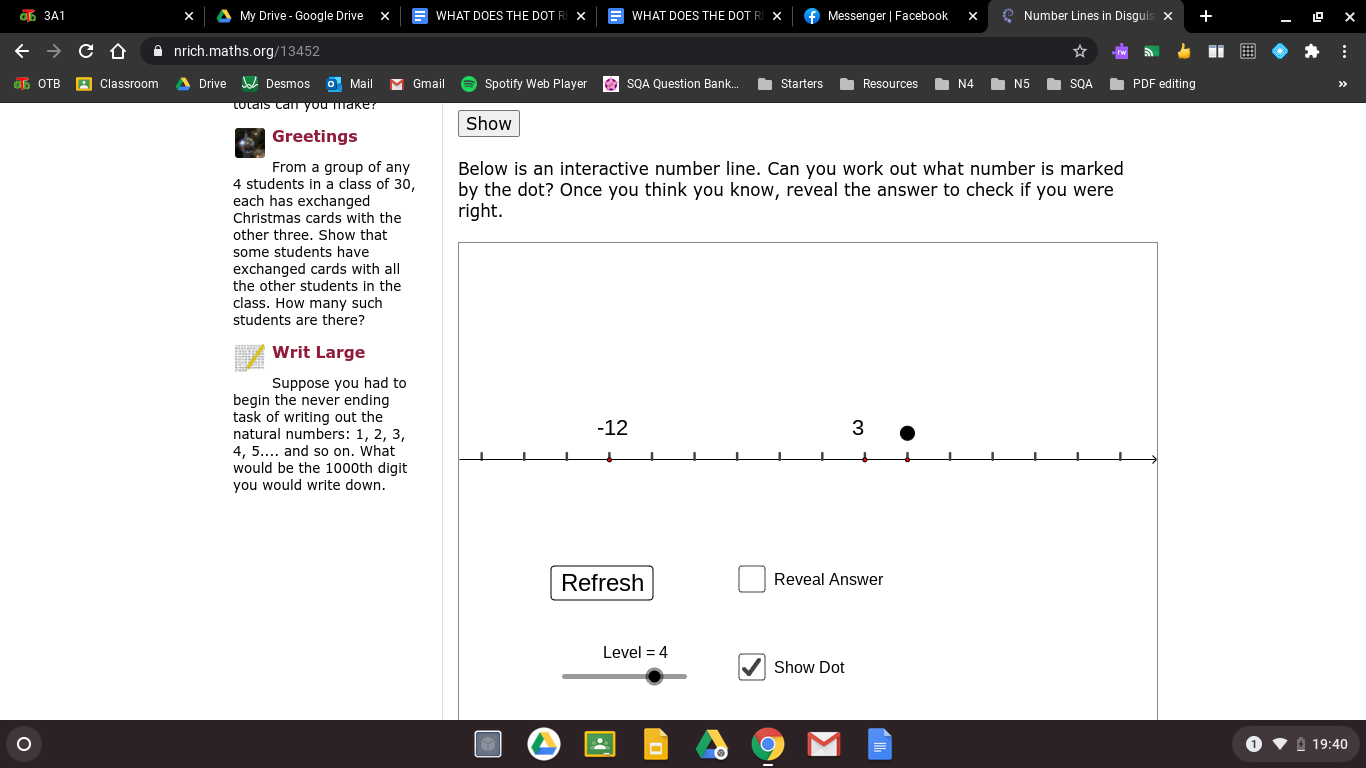 3A1
My Drive - Google Drive
WHAT DOES THE DOT R
WHAT DOES THE DOT R
Messenger | Facebook
Number Lines in Disguis
nrich.maths.org/13452
OTB
Classroom
Drive
Desmos
Mail
Gmail
Spotify Web Player
SQA Question Bank...
Starters
Resources
N4
N5
SQA
PDF editing
»
totals can you make?
Greetings
From a group of any
4 students in a class of 30,
each has exchanged
Christmas cards with the
other three. Show that
some students have
exchanged cards with all
the other students in the
class. How many such
students are there?
Writ Large
Suppose you had to
begin the never ending
task of writing out the
natural numbers: 1, 2, 3,
4, 5.... and so on. What
would be the 1000th digit
you would write down.
Show
Below is an interactive number line. Can you work out what number is marked
by the dot? Once you think you know, reveal the answer to check if you were
right.
-12
3
Refresh
Reveal Answer
Level = 4
Show Dot
1
19:40